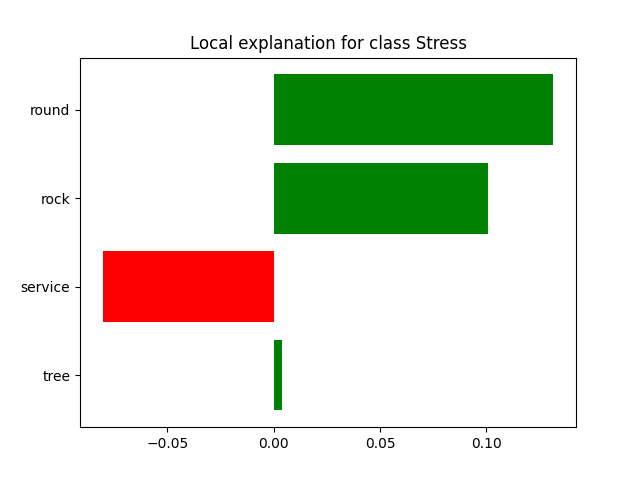 Local explanation for class Stress
round
rock
service
tree
−0.05 0.00 0.05 0.10